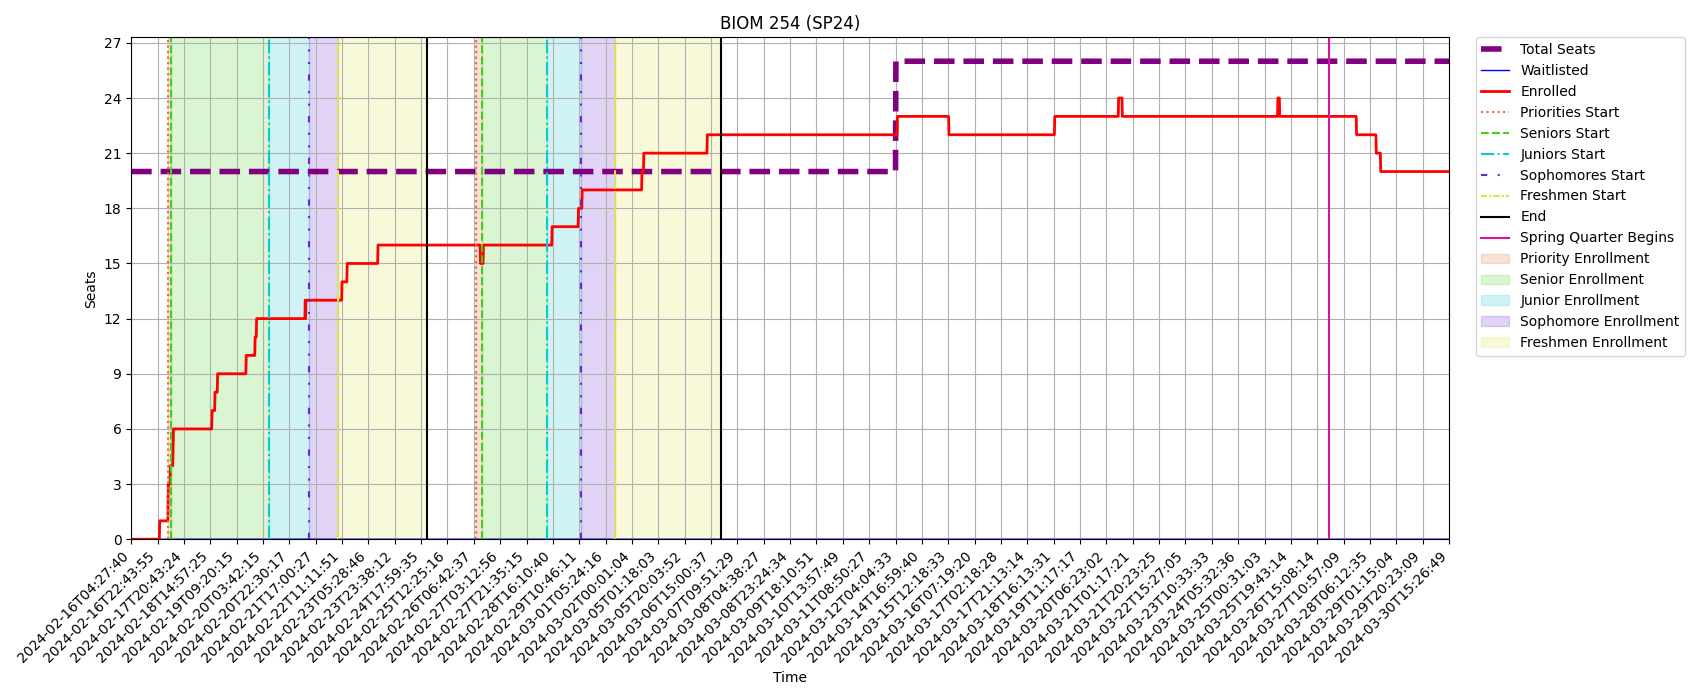 BIOM 254 (SP24)
27
24
21
18
15
12
9
6
3
0
Seats
2024-02-16T04:27:40
2024-02-16T22:43:55
2024-02-17T20:43:24
2024-02-18T14:57:25
2024-02-19T09:20:15
2024-02-20T03:42:15
2024-02-20T22:30:17
2024-02-21T17:00:27
2024-02-22T11:11:51
2024-02-23T05:28:46
2024-02-23T23:38:12
2024-02-24T17:59:35
2024-02-25T12:25:16
2024-02-26T06:42:37
2024-02-27T03:12:56
2024-02-27T21:35:15
2024-02-28T16:10:40
2024-02-29T10:46:11
2024-03-01T05:24:16
2024-03-02T00:01:04
2024-03-05T01:18:03
2024-03-05T20:03:52
2024-03-06T15:00:37
2024-03-07T09:51:29
2024-03-08T04:38:27
2024-03-08T23:24:34
2024-03-09T18:10:51
2024-03-10T13:57:49
2024-03-11T08:50:27
2024-03-12T04:04:33
2024-03-14T16:59:40
2024-03-15T12:18:33
2024-03-16T07:19:20
2024-03-17T02:18:28
2024-03-17T21:13:14
2024-03-18T16:13:31
2024-03-19T11:17:17
2024-03-20T06:23:02
2024-03-21T01:17:21
2024-03-21T20:23:25
2024-03-22T15:27:05
2024-03-23T10:33:33
2024-03-24T05:32:36
2024-03-25T00:31:03
2024-03-25T19:43:14
2024-03-26T15:08:14
2024-03-27T10:57:09
2024-03-28T06:12:35
2024-03-29T01:15:04
2024-03-29T20:23:09
2024-03-30T15:26:49
Time
Total Seats
Waitlisted
Enrolled
Priorities Start
Seniors Start
Juniors Start
Sophomores Start
Freshmen Start
End
Spring Quarter Begins
Priority Enrollment
Senior Enrollment
Junior Enrollment
Sophomore Enrollment
Freshmen Enrollment